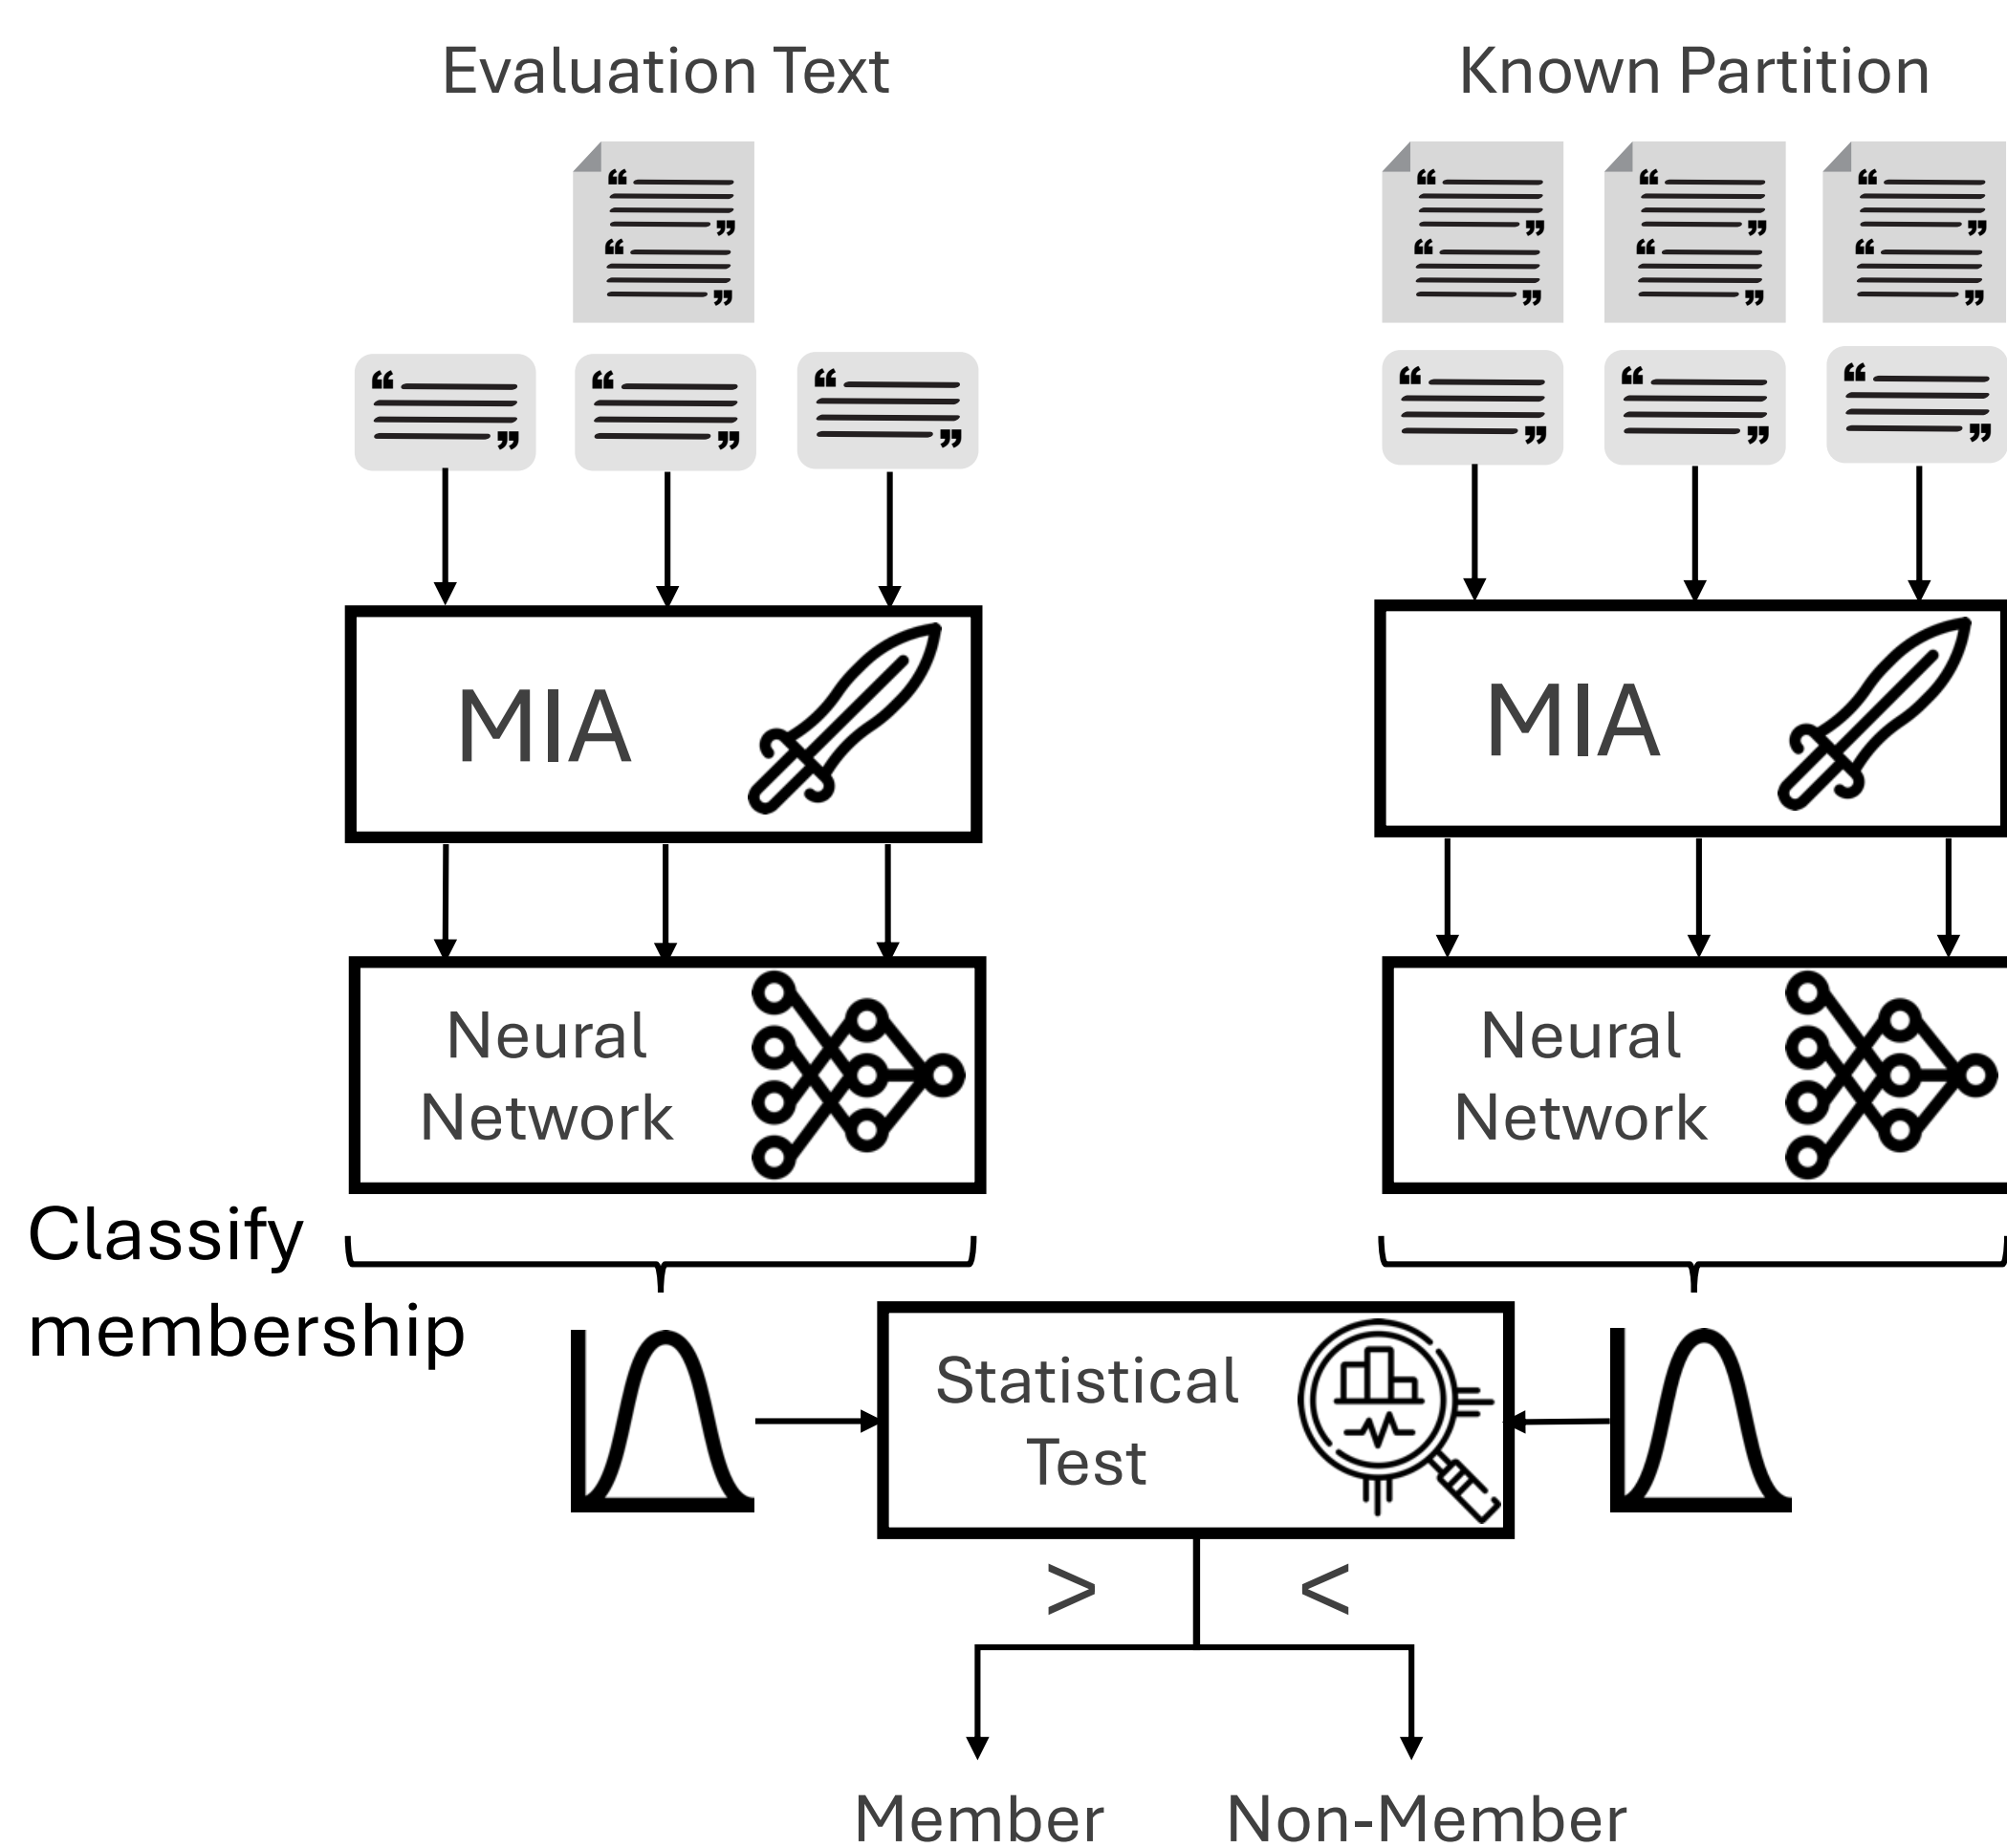 Evaluation Text
Known Partition
MIA
MIA
Neural
Network
Neural
Network
Classify
membership
Statistical
Test
>
<
Member
Non-Member